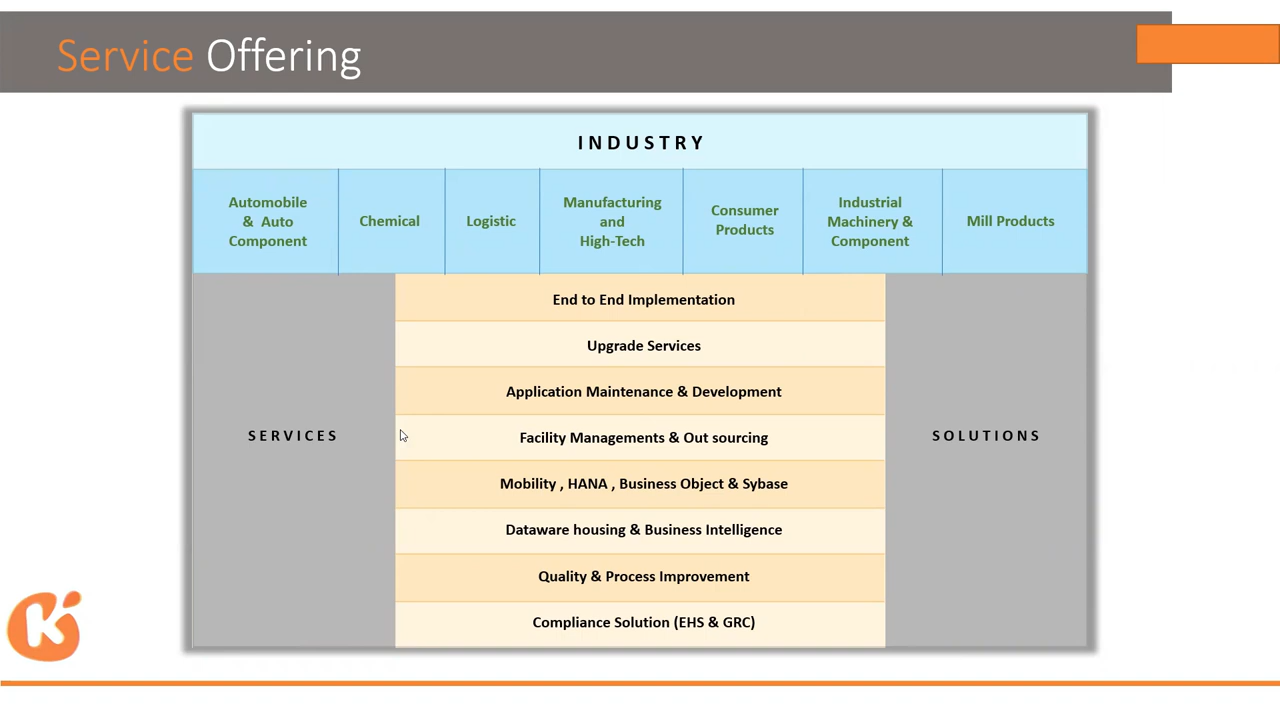 Service Offering
INDUSTRY
Automobile
& Auto
Component
Chemical
Logistic
Manufacturing
and
High-Tech
Consumer
Products
Industrial
Machinery &
Component
Mill Products
SERVICES
End to End Implementation
Upgrade Services
Application Maintenance & Development
Facility Managements & Out sourcing
Mobility , HANA , Business Object & Sybase
Dataware housing & Business Intelligence
Quality & Process Improvement
Compliance Solution (EHS & GRC)
SOLUTIONS
K